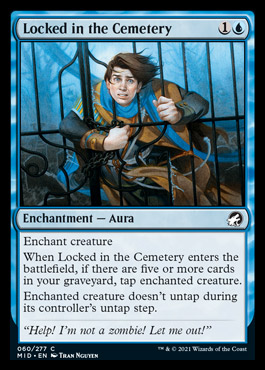 Locked in the Cemetery 1
Enchantment — Aura
Enchant creature
When Locked in the Cemetery enters the
battlefield, if there are five or more cards
in your graveyard, tap enchanted creature.
Enchanted creature doesn't untap during
its controller's untap step.
"Help! I'm not a zombie! Let me out!"
060/277 C
MID • EN Tran Nguyen
™ & © 2021 Wizards of the Coast